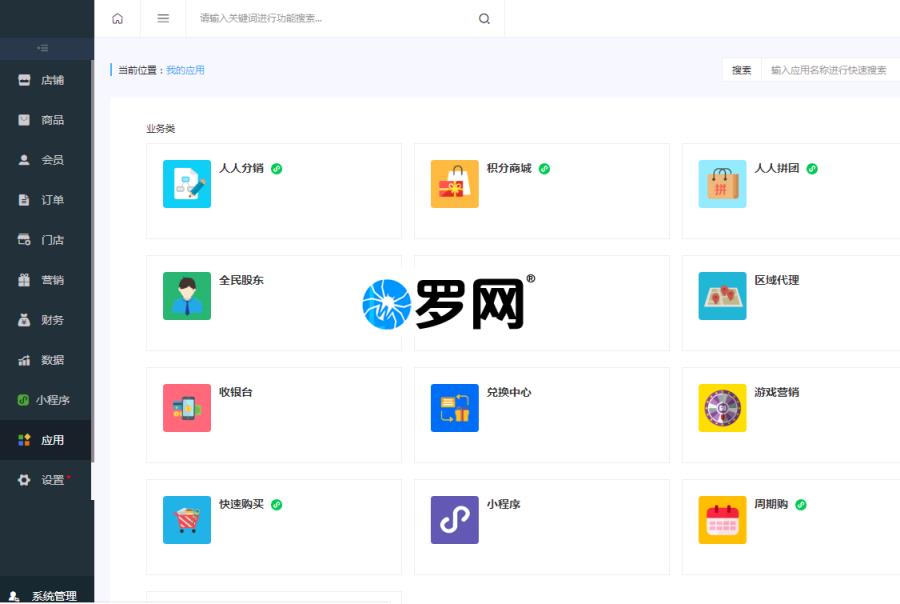 请输入关键词进行功能搜索...
当前位置：我的应用
搜索
输入应用名称进行快速搜索
店铺
商品
会员
订单
门店
营销
财务
数据
小程序
应用
设置
系统管理
业务类
人人分销
积分商城
人人拼团
拼
全民股东
区域代理
罗网®
收银台
兑换中心
游戏营销
快速购买
小程序
周期购